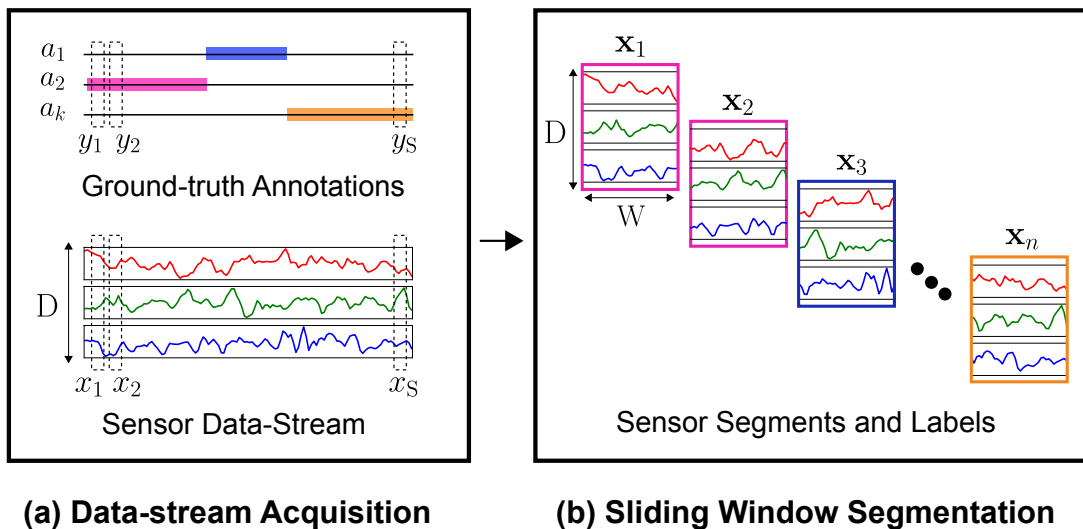 a1
a2
ak
y1 y2 yS
Ground-truth Annotations
D
x1 x2 xS
Sensor Data-Stream
(a) Data-stream Acquisition
x1
D
W
x2
x3
xn
Sensor Segments and Labels
(b) Sliding Window Segmentation